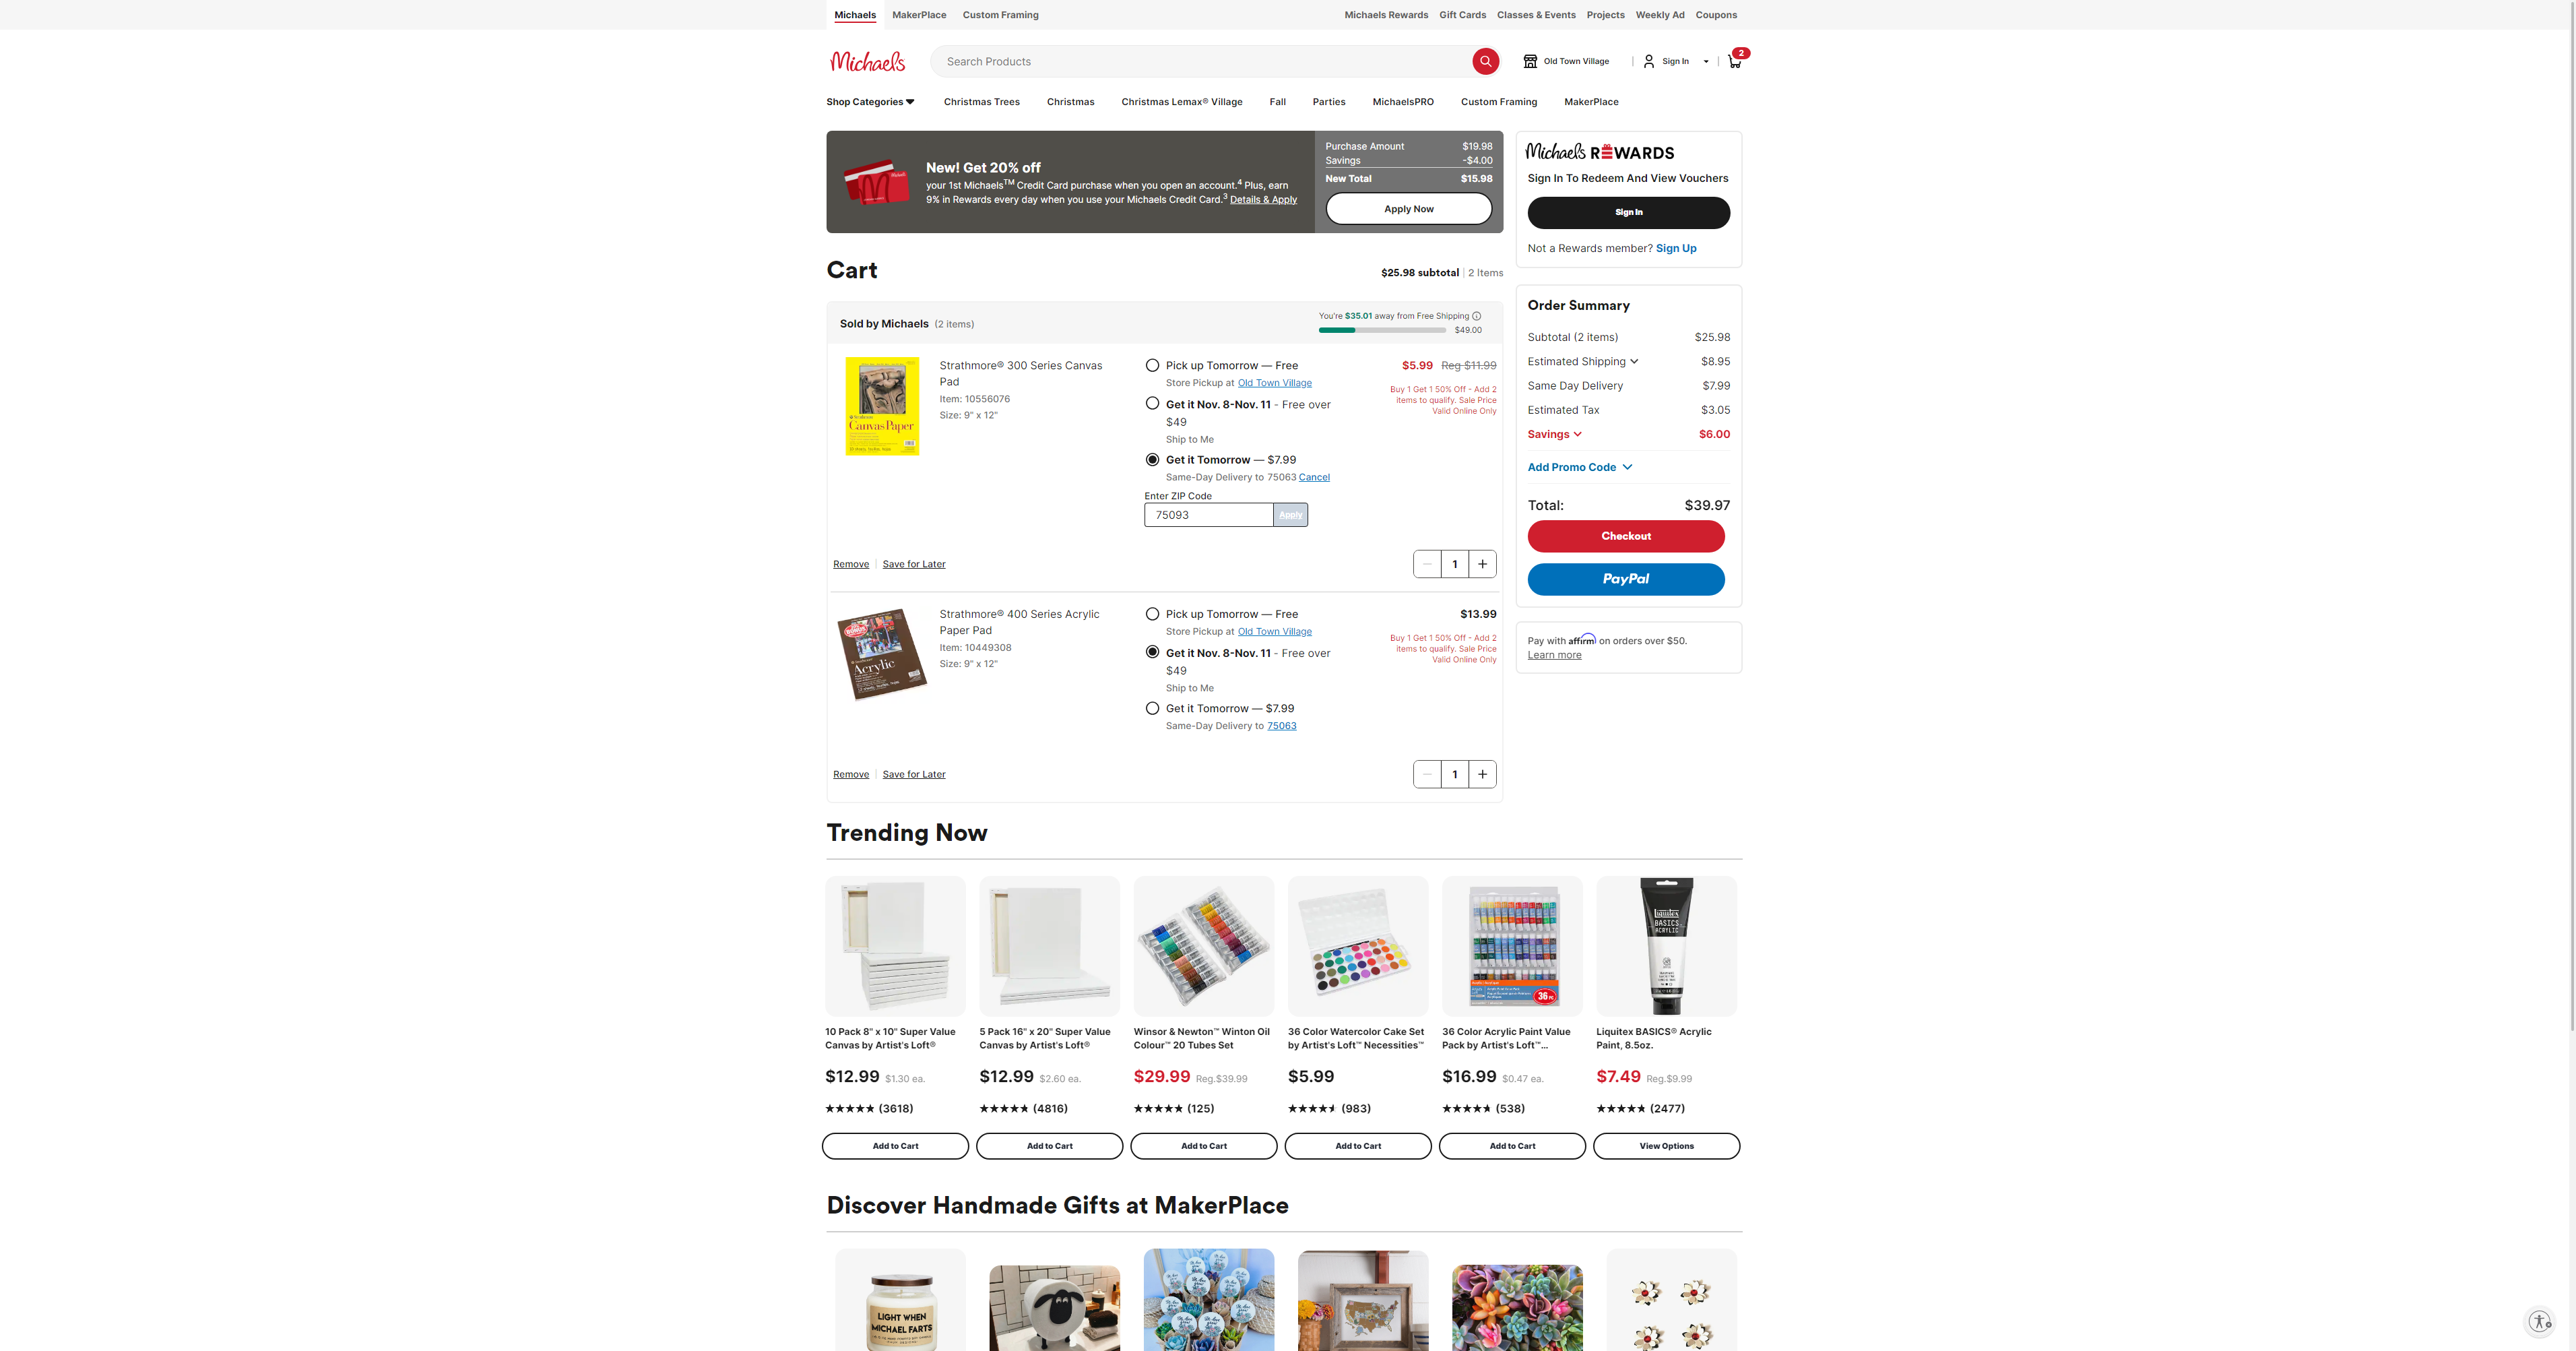 Michaels MakerPlace Custom Framing Michaels Rewards Gift Cards Classes & Events Projects Weekly Ad Coupons
Michaels Search Products Old Town Village Sign In 2
Shop Categories Christmas Trees Christmas Christmas Lemax® Village Fall Parties MichaelsPRO Custom Framing MakerPlace
New! Get 20% off
your 1st Michaels™ Credit Card purchase when you open an account.4 Plus, earn
9% in Rewards every day when you use your Michaels Credit Card.3 Details & Apply
Purchase Amount $19.98
Savings -$4.00
New Total $15.98
Apply Now
Michaels REWARDS
Sign In To Redeem And View Vouchers
Sign In
Not a Rewards member? Sign Up
Cart
$25.98 subtotal | 2 Items
Sold by Michaels (2 items)
You're $35.01 away from Free Shipping
$49.00
Strathmore® 300 Series Canvas
Pad
Item: 10556076
Size: 9" x 12"
Canvas Paper
Pick up Tomorrow — Free
Store Pickup at Old Town Village
Get it Nov. 8-Nov. 11 - Free over
$49
Ship to Me
Get it Tomorrow — $7.99
Same-Day Delivery to 75063 Cancel
Enter ZIP Code
75093 Apply
$5.99 Reg $11.99
Buy 1 Get 1 50% Off - Add 2
items to qualify. Sale Price
Valid Online Only
Remove | Save for Later
1
Strathmore® 400 Series Acrylic
Paper Pad
Item: 10449308
Size: 9" x 12"
BONUS
Acrylic
Pick up Tomorrow — Free
Store Pickup at Old Town Village
Get it Nov. 8-Nov. 11 - Free over
$49
Ship to Me
Get it Tomorrow — $7.99
Same-Day Delivery to 75063
$13.99
Buy 1 Get 1 50% Off - Add 2
items to qualify. Sale Price
Valid Online Only
Remove | Save for Later
1
Order Summary
Subtotal (2 items) $25.98
Estimated Shipping $8.95
Same Day Delivery $7.99
Estimated Tax $3.05
Savings $6.00
Add Promo Code
Total: $39.97
Checkout
PayPal
Pay with affirm on orders over $50.
Learn more
Trending Now
10 Pack 8" x 10" Super Value
Canvas by Artist's Loft®
$12.99 $1.30 ea.
(3618)
Add to Cart
5 Pack 16" x 20" Super Value
Canvas by Artist's Loft®
$12.99 $2.60 ea.
(4816)
Add to Cart
Winsor & Newton™ Winton Oil
Colour™ 20 Tubes Set
$29.99 Reg.$39.99
(125)
Add to Cart
36 Color Watercolor Cake Set
by Artist's Loft™ Necessities™
$5.99
(983)
Add to Cart
36 PC
36 Color Acrylic Paint Value
Pack by Artist's Loft™...
$16.99 $0.47 ea.
(538)
Add to Cart
Liquitex
BASICS
ACRYLIC
Liquitex BASICS® Acrylic
Paint, 8.5oz.
$7.49 Reg.$9.99
(2477)
View Options
Discover Handmade Gifts at MakerPlace
LIGHT WHEN
MICHAEL FARTS